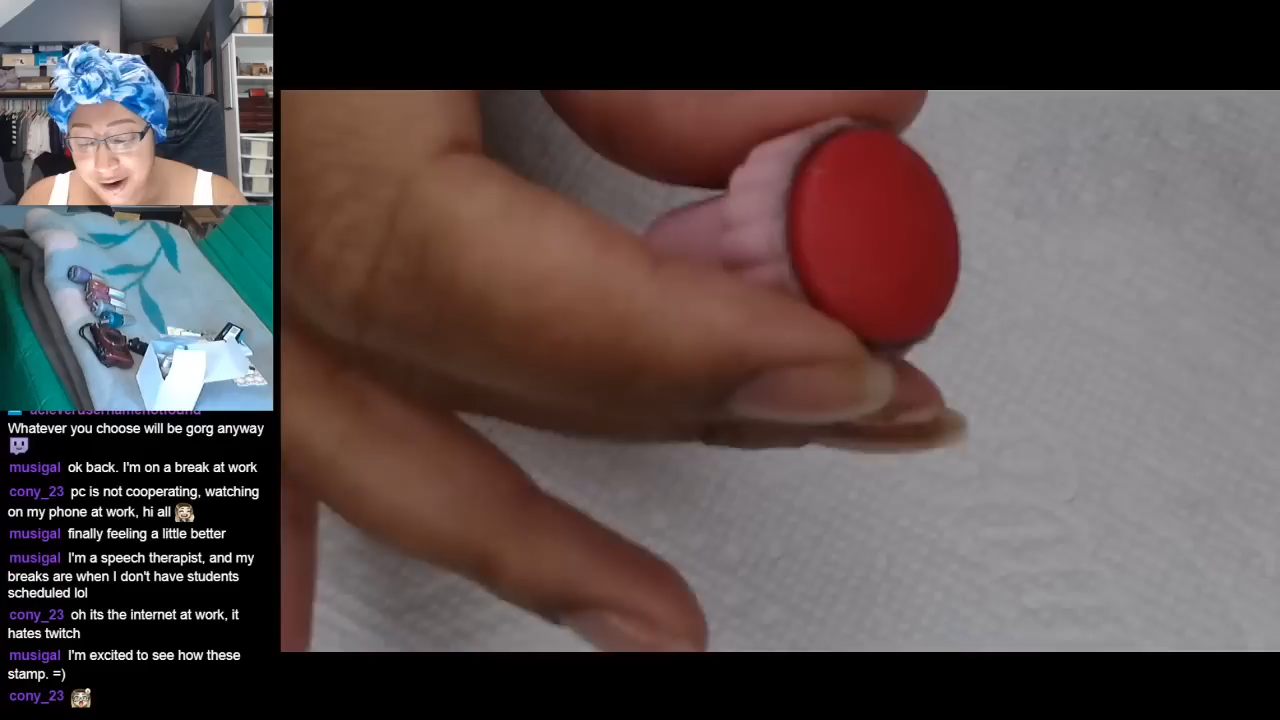 acleverusernamenotfound
Whatever you choose will be gorg anyway
musigal ok back. I'm on a break at work
cony_23 pc is not cooperating, watching
on my phone at work, hi all
musigal finally feeling a little better
musigal I'm a speech therapist, and my
breaks are when I don't have students
scheduled lol
cony_23 oh its the internet at work, it
hates twitch
musigal I'm excited to see how these
stamp. =)
cony_23